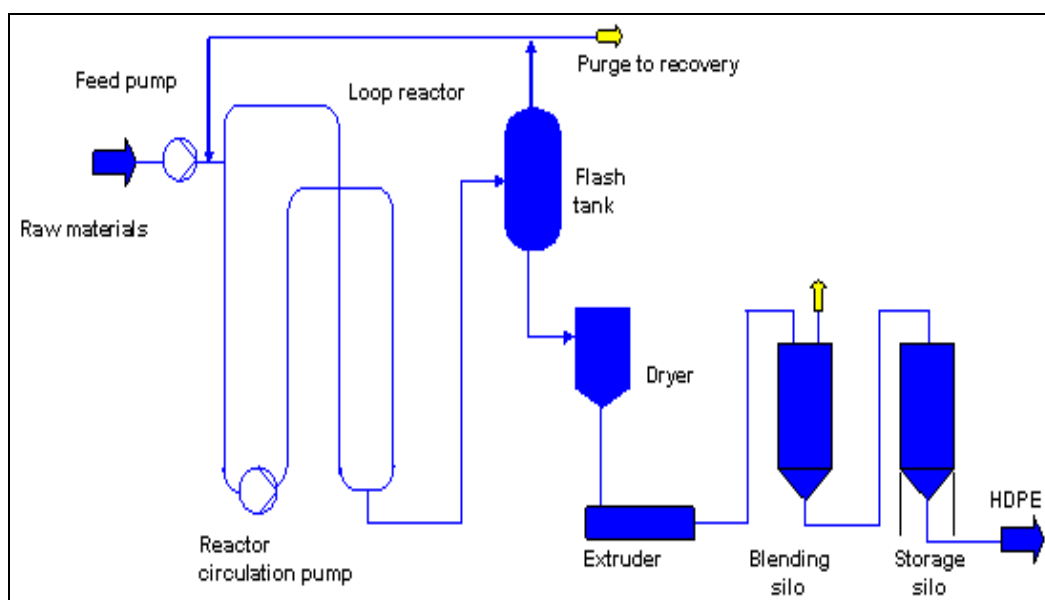 Purge to recovery
Feed pump
Loop reactor
Flash
tank
Raw materials
Dryer
HDPE
Reactor
circulation pump
Extruder
Blending
silo
Storage
silo